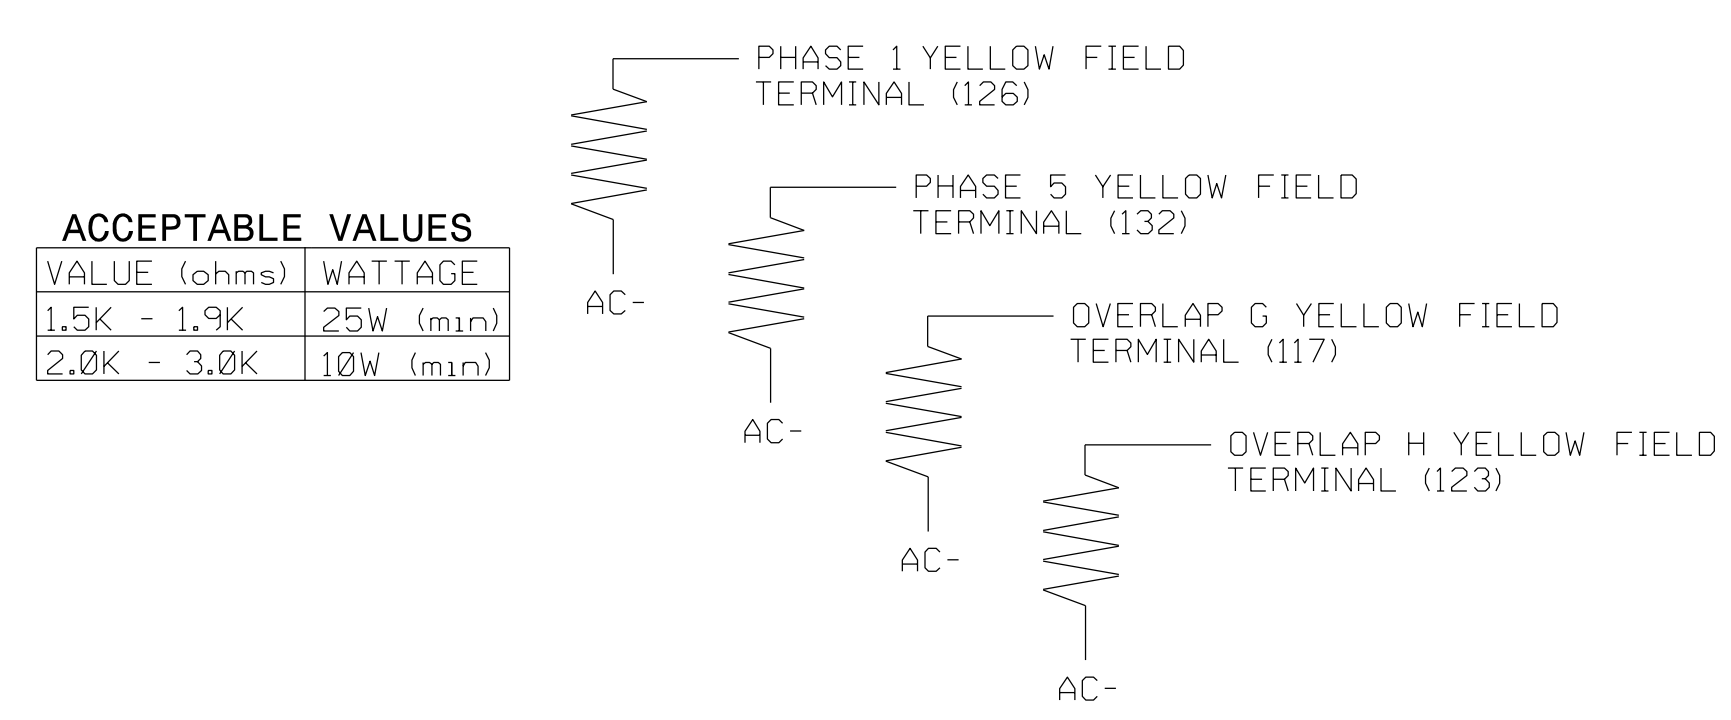 PHASE 1 YELLOW FIELD
TERMINAL (126)
AC-
PHASE 5 YELLOW FIELD
TERMINAL (132)
AC-
OVERLAP G YELLOW FIELD
TERMINAL (117)
AC-
OVERLAP H YELLOW FIELD
TERMINAL (123)
AC-
ACCEPTABLE VALUES
VALUE (ohms) WATTAGE
1.5K - 1.9K 25W (min)
2.0K - 3.0K 10W (min)